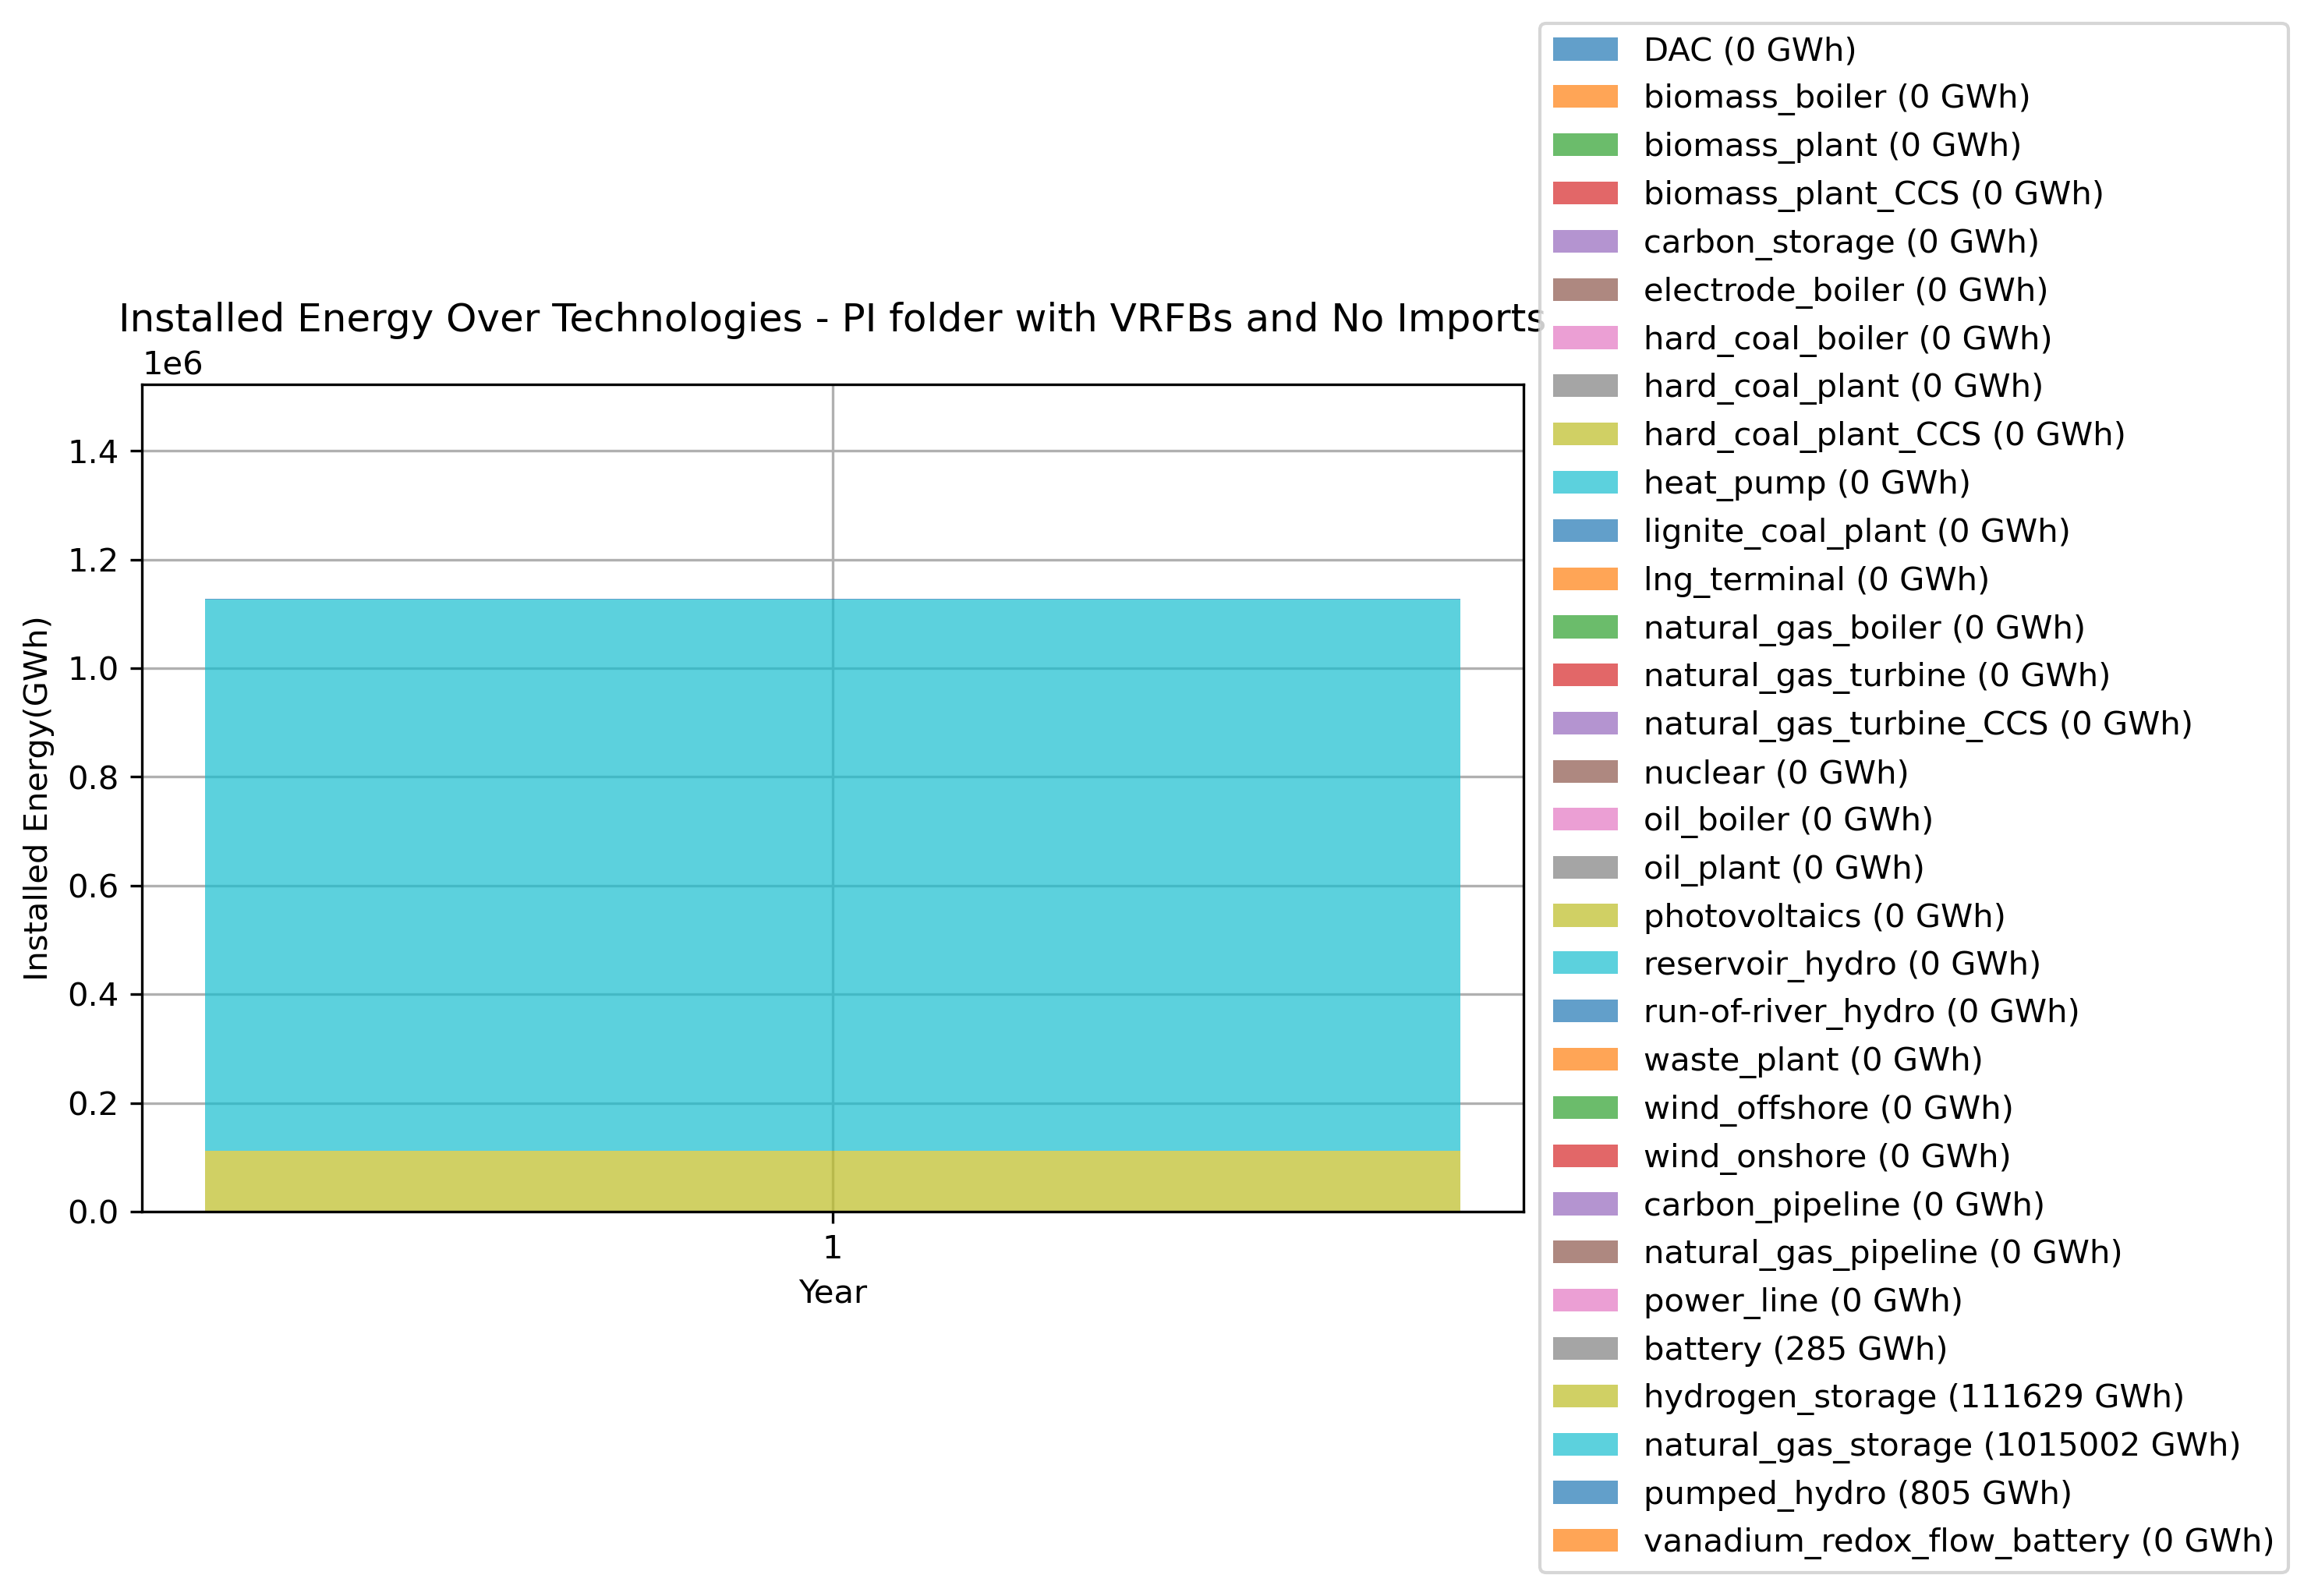 Installed Energy Over Technologies - PI folder with VRFBs and No Imports
1e6
1.4
1.2
1.0
0.8
0.6
0.4
0.2
0.0
Installed Energy(GWh)
1
Year
DAC (0 GWh)
biomass_boiler (0 GWh)
biomass_plant (0 GWh)
biomass_plant_CCS (0 GWh)
carbon_storage (0 GWh)
electrode_boiler (0 GWh)
hard_coal_boiler (0 GWh)
hard_coal_plant (0 GWh)
hard_coal_plant_CCS (0 GWh)
heat_pump (0 GWh)
lignite_coal_plant (0 GWh)
lng_terminal (0 GWh)
natural_gas_boiler (0 GWh)
natural_gas_turbine (0 GWh)
natural_gas_turbine_CCS (0 GWh)
nuclear (0 GWh)
oil_boiler (0 GWh)
oil_plant (0 GWh)
photovoltaics (0 GWh)
reservoir_hydro (0 GWh)
run-of-river_hydro (0 GWh)
waste_plant (0 GWh)
wind_offshore (0 GWh)
wind_onshore (0 GWh)
carbon_pipeline (0 GWh)
natural_gas_pipeline (0 GWh)
power_line (0 GWh)
battery (285 GWh)
hydrogen_storage (111629 GWh)
natural_gas_storage (1015002 GWh)
pumped_hydro (805 GWh)
vanadium_redox_flow_battery (0 GWh)